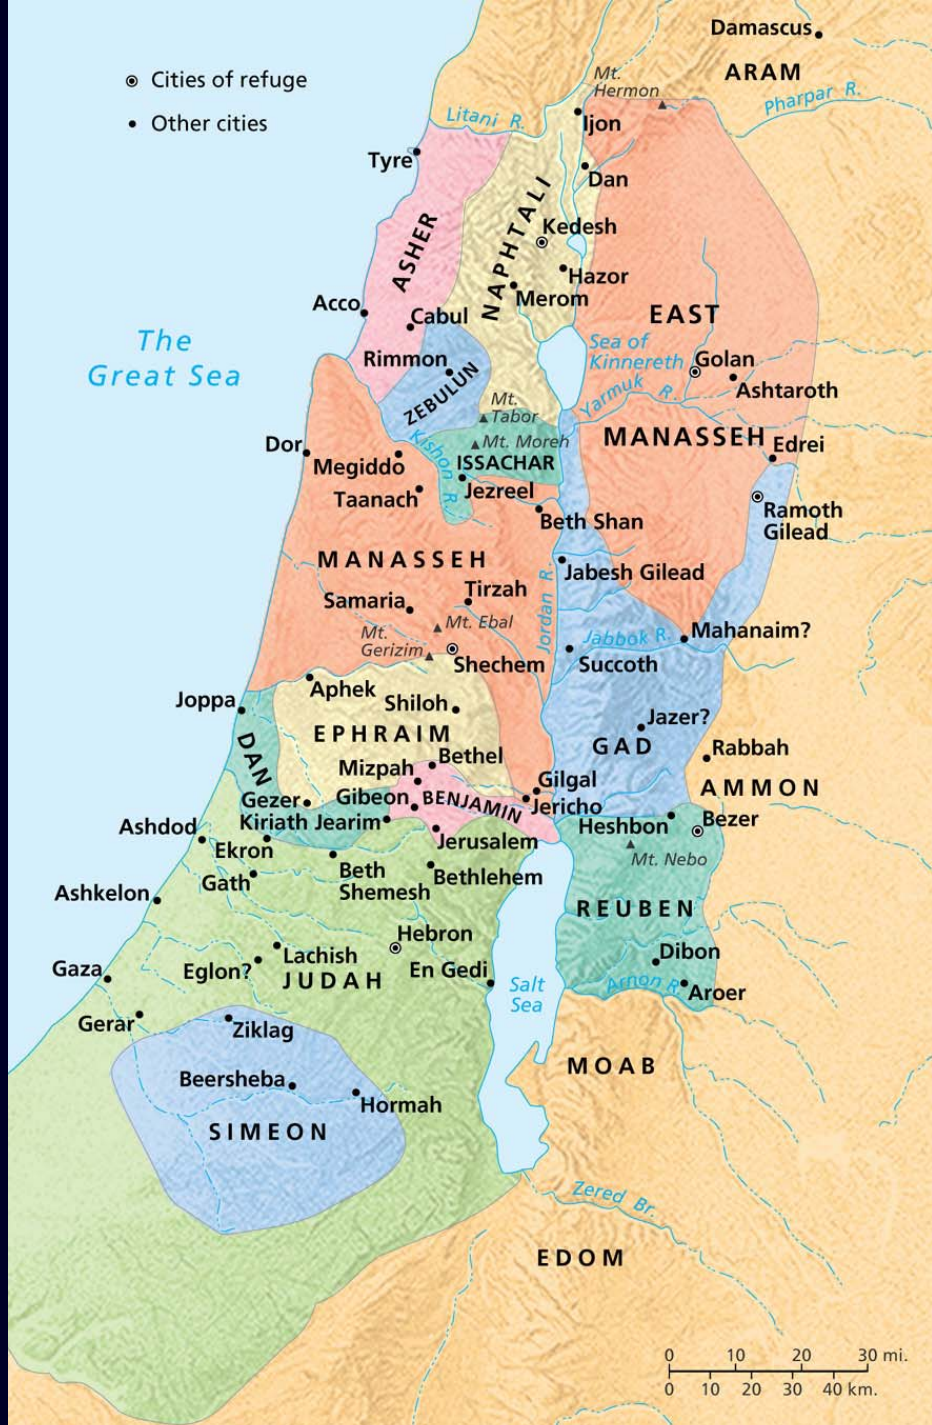 Damascus
ARAM
Cities of refuge
Other cities
Mt.
Hermon
Pharpar R.
Litani R.
Ijon
Tyre
Dan
NAPHTALI
ASHER
Kedesh
Hazor
Merom
Acco
Cabul
EAST
The
Great Sea
Sea of
Kinnereth
Rimmon
Golan
Ashtaroth
ZEBULUN
Yarmuk R.
Mt.
Tabor
MANASSEH
Dor
Kishon R.
Mt. Moreh
Edrei
Megiddo
ISSACHAR
Jezreel
Taanach
Ramoth
Gilead
Beth Shan
MANASSEH
Jabesh Gilead
Jordan R.
Tirzah
Samaria
Mt. Ebal
Mt.
Gerizim
Jabbok R.
Mahanaim?
Shechem
Succoth
Aphek
Joppa
Shiloh
Jazer?
EPHRAIM
GAD
DAN
Bethel
Rabbah
Mizpah
Gilgal
AMMON
Gezer
Gibeon
BENJAMIN
Jericho
Kiriath Jearim
Heshbon
Bezer
Ashdod
Jerusalem
Ekron
Mt. Nebo
Beth
Shemesh
Gath
Bethlehem
Ashkelon
REUBEN
Hebron
Lachish
Dibon
Gaza
Eglon?
JUDAH
En Gedi
Salt
Sea
Arnon R.
Aroer
Gerar
Ziklag
MOAB
Beersheba
Hormah
SIMEON
Zered Br.
EDOM
0 10 20 30 mi.
0 10 20 30 40 km.